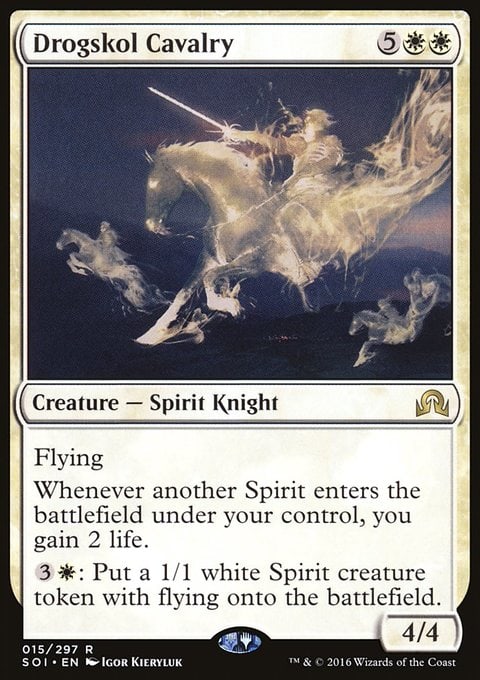 Drogskol Cavalry 5
Creature — Spirit Knight
Flying
Whenever another Spirit enters the
battlefield under your control, you
gain 2 life.
3 : Put a 1/1 white Spirit creature
token with flying onto the battlefield.
4/4
015/297 R
SOI • EN Igor Kieryluk
™ & © 2016 Wizards of the Coast